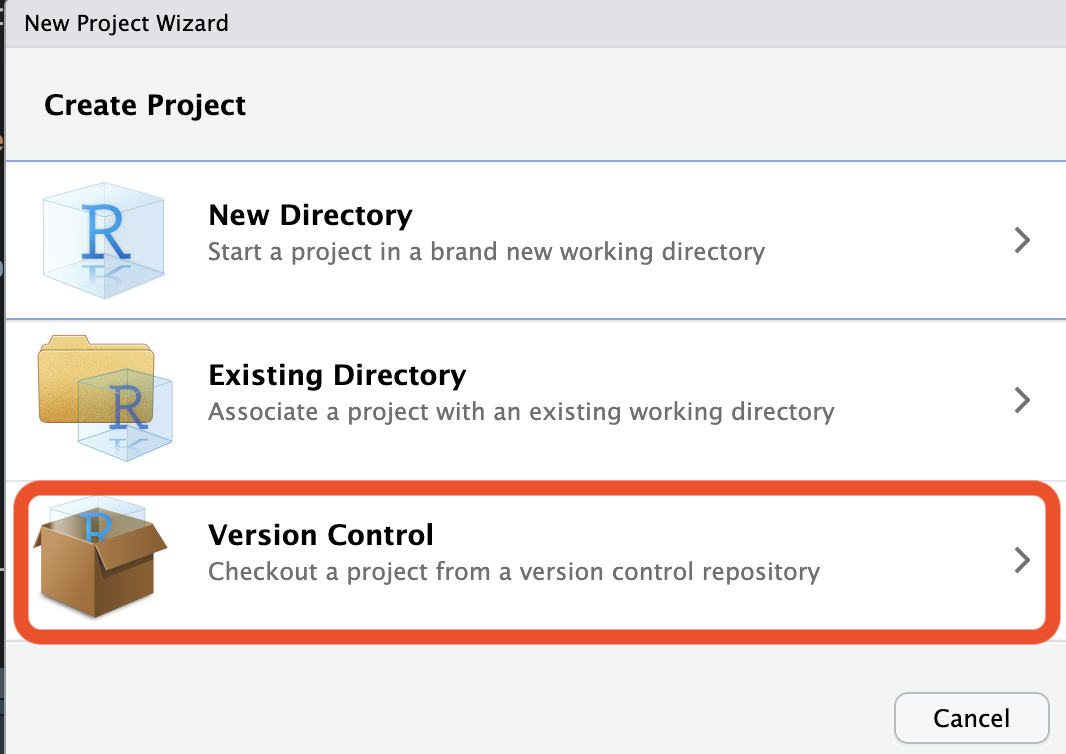 New Project Wizard
Create Project
R
New Directory
Start a project in a brand new working directory
R
Existing Directory
Associate a project with an existing working directory
R
Version Control
Checkout a project from a version control repository
Cancel